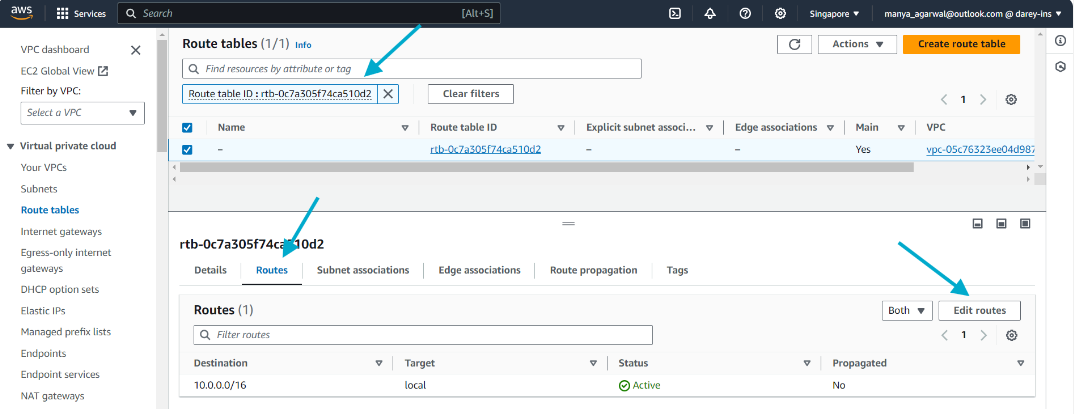 aws Services Search [Alt+S] Singapore manya_agarwal@outlook.com @ darey-ins
VPC dashboard
EC2 Global View
Filter by VPC:
Select a VPC
Virtual private cloud
Your VPCs
Subnets
Route tables
Internet gateways
Egress-only internet
gateways
DHCP option sets
Elastic IPs
Managed prefix lists
Endpoints
Endpoint services
NAT gateways
Route tables (1/1) Info
Actions
Create route table
Find resources by attribute or tag
Route table ID : rtb-0c7a305f74ca510d2
Clear filters
1
Name Route table ID Explicit subnet associ... Edge associations Main VPC
– rtb-0c7a305f74ca510d2 – – Yes vpc-05c76323ee04d987
rtb-0c7a305f74ca510d2
Details Routes Subnet associations Edge associations Route propagation Tags
Routes (1)
Both
Edit routes
Filter routes
1
Destination Target Status Propagated
10.0.0.0/16 local Active No